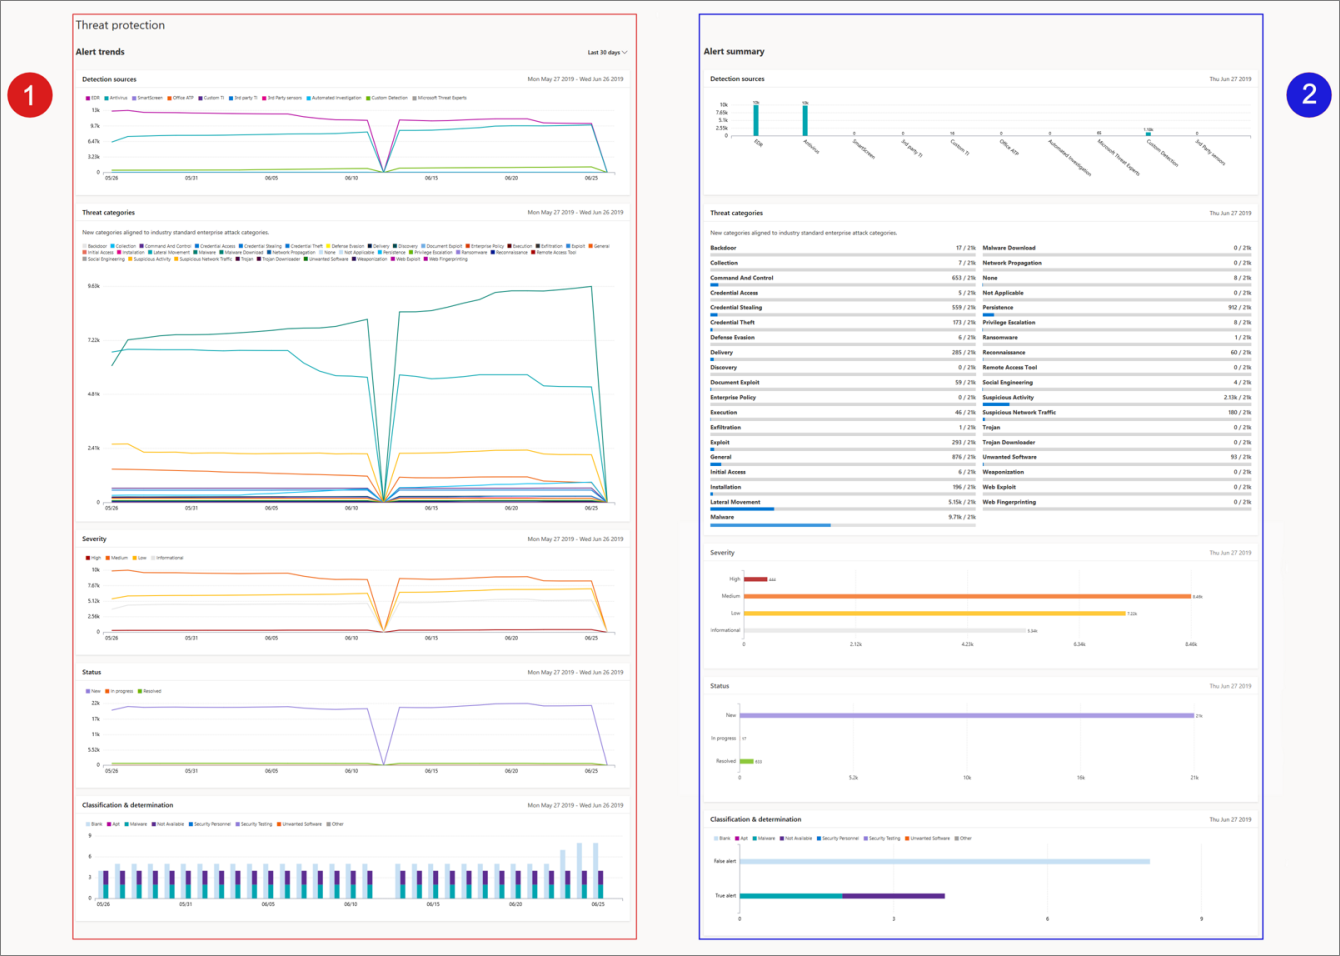 1
Threat protection
Alert trends
Last 30 days
Detection sources
Mon May 27 2019 - Wed Jun 26 2019
EDR Antivirus SmartScreen Office ATP Custom TI 3rd party TI 3rd Party sensors Automated Investigation Custom Detection Microsoft Threat Experts
13k
9.7k
6.47k
3.23k
0
05/26 05/31 06/05 06/10 06/15 06/20 06/25
Threat categories
Mon May 27 2019 - Wed Jun 26 2019
New categories aligned to industry standard enterprise attack categories.
Backdoor Collection Command And Control Credential Access Credential Stealing Credential Theft Defense Evasion Delivery Discovery Document Exploit Enterprise Policy Execution Exfiltration Exploit General
Initial Access Installation Lateral Movement Malware Malware Download Network Propagation None Not Applicable Persistence Privilege Escalation Ransomware Reconnaissance Remote Access Tool
Social Engineering Suspicious Activity Suspicious Network Traffic Trojan Trojan Downloader Unwanted Software Weaponization Web Exploit Web Fingerprinting
9.63k
7.22k
4.81k
2.41k
0
05/26 05/31 06/05 06/10 06/15 06/20 06/25
Severity
Mon May 27 2019 - Wed Jun 26 2019
High Medium Low Informational
10k
7.67k
5.12k
2.56k
0
05/26 05/31 06/05 06/10 06/15 06/20 06/25
Status
Mon May 27 2019 - Wed Jun 26 2019
New In progress Resolved
22k
17k
11k
5.52k
0
05/26 05/31 06/05 06/10 06/15 06/20 06/25
Classification & determination
Mon May 27 2019 - Wed Jun 26 2019
Blank Apt Malware Not Available Security Personnel Security Testing Unwanted Software Other
9
6
3
0
05/26 05/31 06/05 06/10 06/15 06/20 06/25
2
Alert summary
Detection sources
Thu Jun 27 2019
10k
7.65k
5.1k
2.55k
0
10k 10k 0 0 0 0 1.18k 0
EDR
Antivirus
SmartScreen
3rd party TI
Custom TI
Office ATP
Automated Investigation
Microsoft Threat Experts
Custom Detection
3rd Party sensors
Threat categories
Thu Jun 27 2019
New categories aligned to industry standard enterprise attack categories.
Backdoor 17 / 21k Malware Download 0 / 21k
Collection 7 / 21k Network Propagation 0 / 21k
Command And Control 653 / 21k None 8 / 21k
Credential Access 5 / 21k Not Applicable 0 / 21k
Credential Stealing 559 / 21k Persistence 912 / 21k
Credential Theft 173 / 21k Privilege Escalation 8 / 21k
Defense Evasion 6 / 21k Ransomware 1 / 21k
Delivery 285 / 21k Reconnaissance 60 / 21k
Discovery 0 / 21k Remote Access Tool 0 / 21k
Document Exploit 59 / 21k Social Engineering 4 / 21k
Enterprise Policy 0 / 21k Suspicious Activity 2.13k / 21k
Execution 46 / 21k Suspicious Network Traffic 180 / 21k
Exfiltration 1 / 21k Trojan 0 / 21k
Exploit 293 / 21k Trojan Downloader 0 / 21k
General 876 / 21k Unwanted Software 93 / 21k
Initial Access 6 / 21k Weaponization 0 / 21k
Installation 196 / 21k Web Exploit 0 / 21k
Lateral Movement 5.15k / 21k Web Fingerprinting 0 / 21k
Malware 9.71k / 21k
Severity
Thu Jun 27 2019
High
Medium 8.48k
Low
Informational
0 2.12k 4.23k 6.34k 8.48k
Status
Thu Jun 27 2019
New 21k
In progress 17
Resolved
0 5.2k 10k 16k 21k
Classification & determination
Thu Jun 27 2019
Blank Apt Malware Not Available Security Personnel Security Testing Unwanted Software Other
False alert
True alert
0 3 6 9